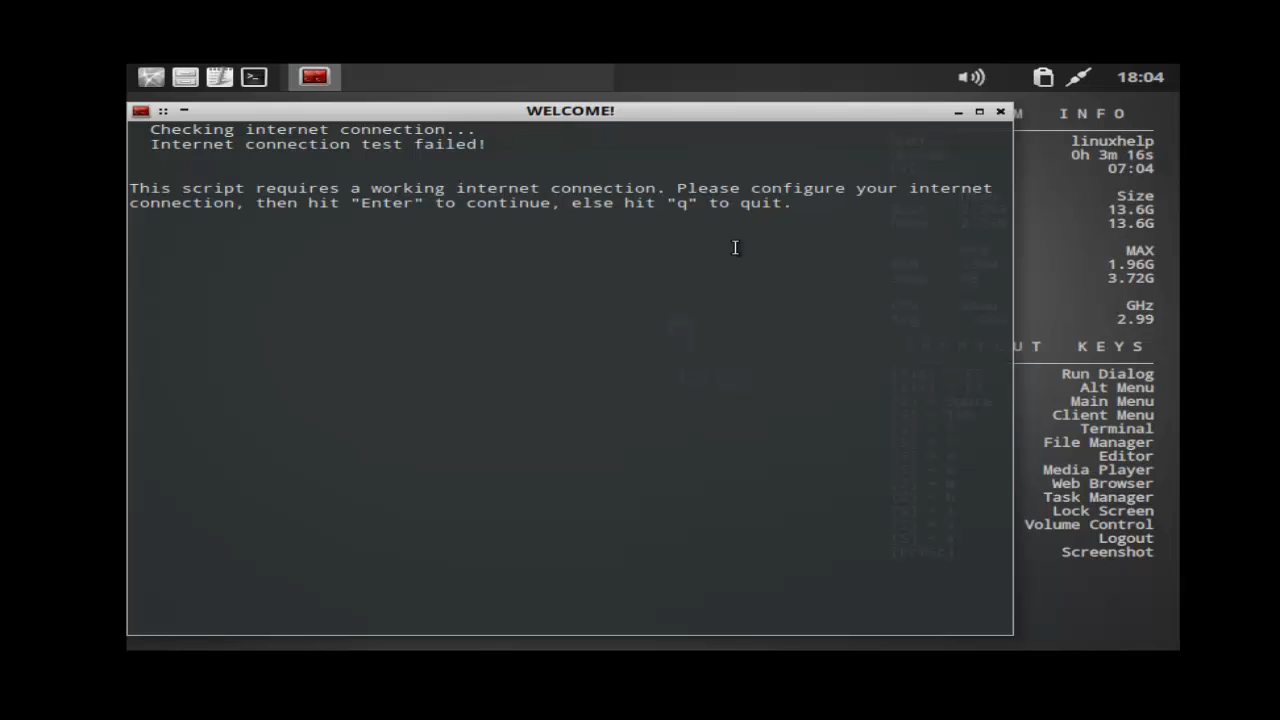 18:04
WELCOME!
Checking internet connection...
Internet connection test failed!
This script requires a working internet connection. Please configure your internet
connection, then hit "Enter" to continue, else hit "q" to quit.
M INFO
linuxhelp
0h 3m 16s
07:04
Size
13.6G
13.6G
MAX
1.96G
3.72G
GHz
2.99
UT KEYS
Run Dialog
Alt Menu
Main Menu
Client Menu
Terminal
File Manager
Editor
Media Player
Web Browser
Task Manager
Lock Screen
Volume Control
Logout
Screenshot